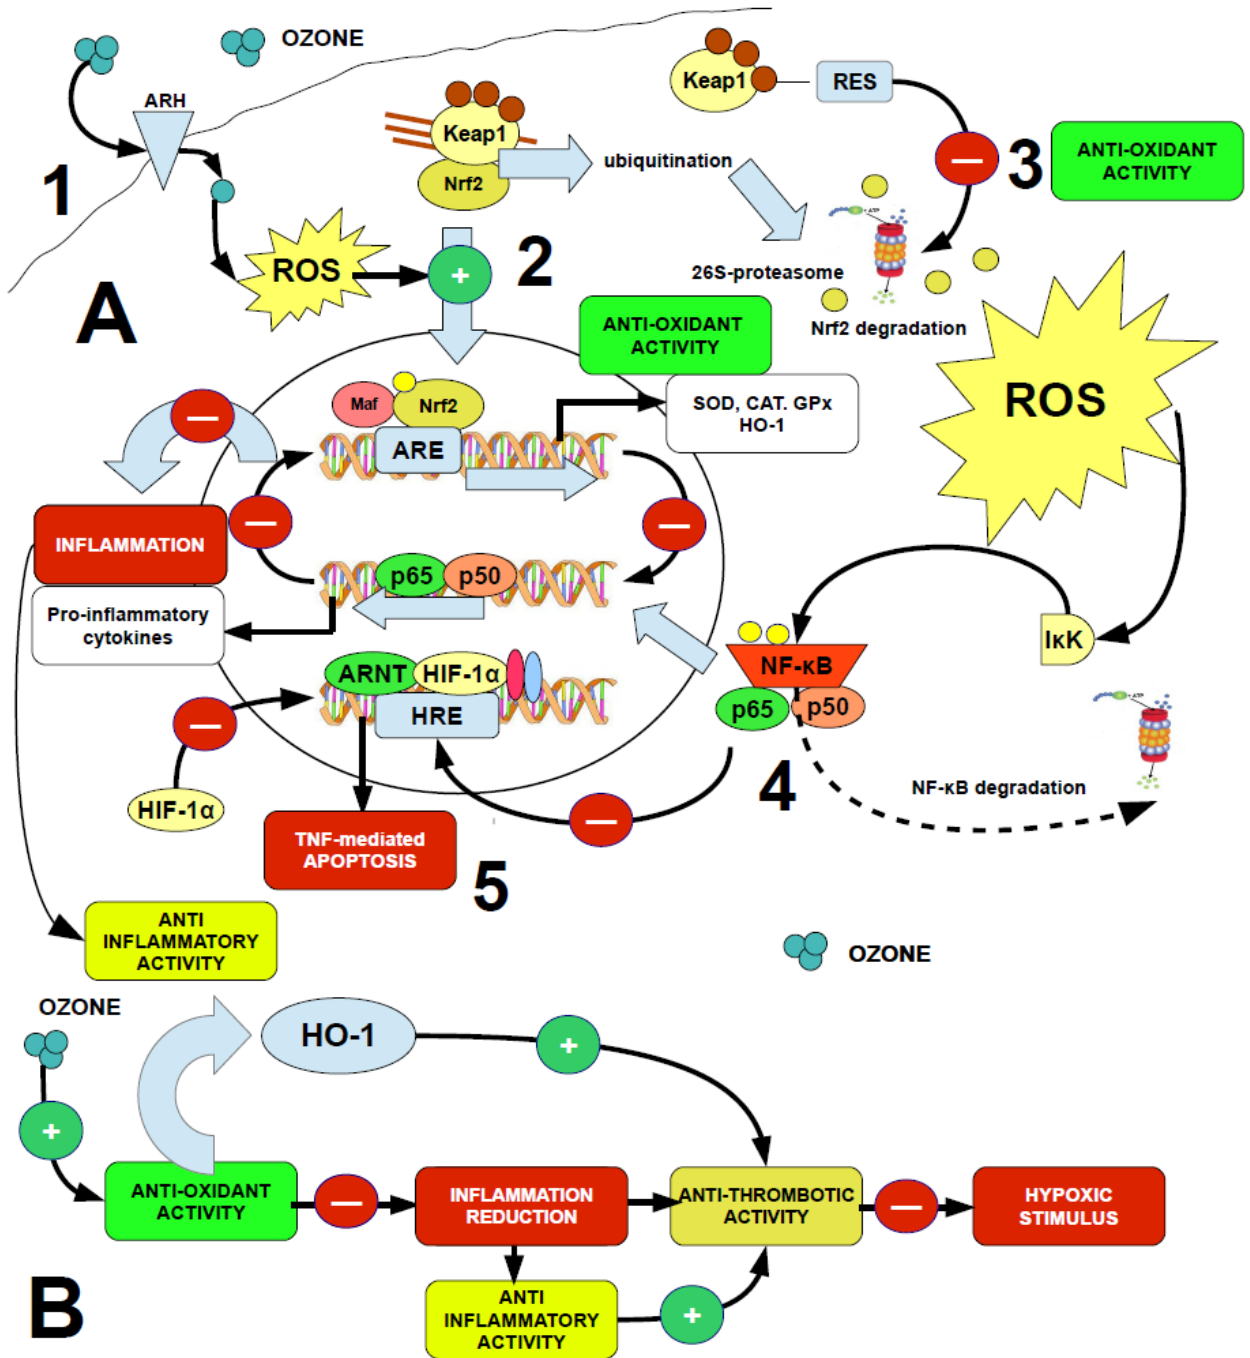 OZONE
ARH
1
Keap1
Nrf2
ubiquitination
Keap1
RES
—
3
ANTI-OXIDANT
ACTIVITY
+ ATP
26S-proteasome
Nrf2 degradation
A
ROS
+
2
ANTI-OXIDANT
ACTIVITY
SOD, CAT. GPx
HO-1
Maf
Nrf2
ARE
—
—
—
INFLAMMATION
Pro-inflammatory
cytokines
p65
p50
ROS
IκK
NF-κB
p65
p50
4
+ ATP
NF-κB degradation
ARNT
HIF-1α
HRE
—
HIF-1α
—
TNF-mediated
APOPTOSIS
5
ANTI
INFLAMMATORY
ACTIVITY
OZONE
OZONE
HO-1
+
+
ANTI-OXIDANT
ACTIVITY
—
INFLAMMATION
REDUCTION
ANTI-THROMBOTIC
ACTIVITY
—
HYPOXIC
STIMULUS
B
ANTI
INFLAMMATORY
ACTIVITY
+